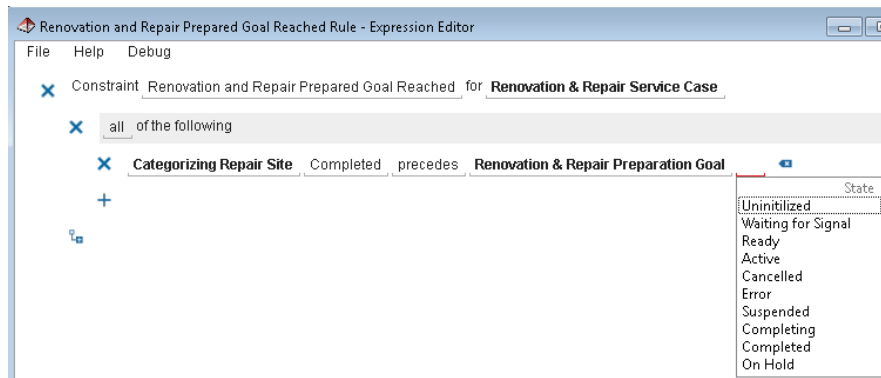 Renovation and Repair Prepared Goal Reached Rule - Expression Editor
File Help Debug
Constraint Renovation and Repair Prepared Goal Reached for Renovation & Repair Service Case
all of the following
Categorizing Repair Site Completed precedes Renovation & Repair Preparation Goal
State
Uninitilized
Waiting for Signal
Ready
Active
Cancelled
Error
Suspended
Completing
Completed
On Hold